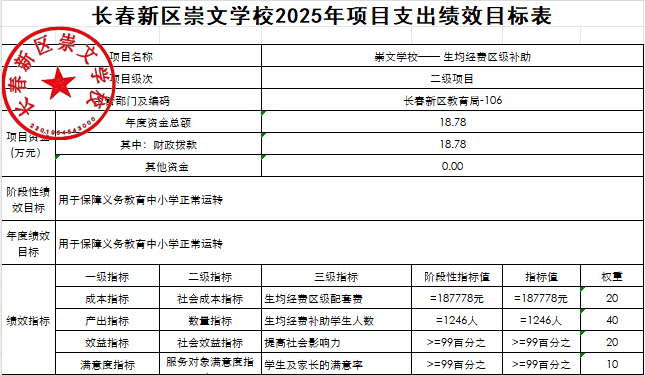 长春新区崇文学校2025年项目支出绩效目标表
项目名称 崇文学校—— 生均经费区级补助
项目级次 二级项目
部门及编码 长春新区教育局-106
项目资金(万元) 年度资金总额 18.78
其中：财政拨款 18.78
其他资金 0.00
阶段性绩效目标 用于保障义务教育中小学正常运转
年度绩效目标 用于保障义务教育中小学正常运转
绩效指标 一级指标 二级指标 三级指标 阶段性指标值 指标值 权重
成本指标 社会成本指标 生均经费区级配套费 =187778元 =187778元 20
产出指标 数量指标 生均经费补助学生人数 =1246人 =1246人 40
效益指标 社会效益指标 提高社会影响力 >=99百分之 >=99百分之 20
满意度指标 服务对象满意度指 学生及家长的满意率 >=99百分之 >=99百分之 10
长春新区崇文学校